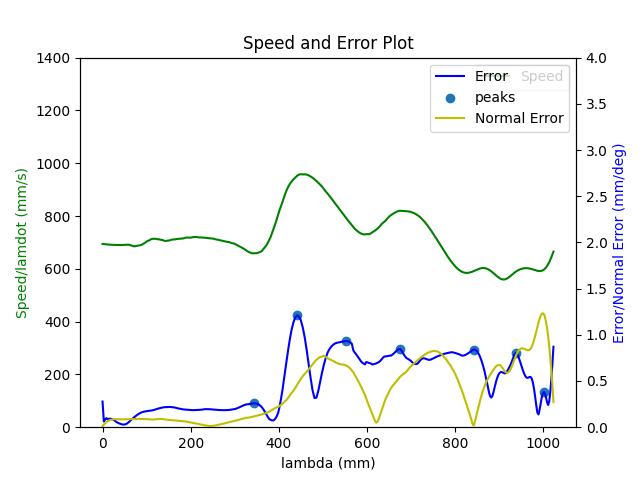 Speed and Error Plot
1400
1200
1000
800
600
400
200
0
Speed/lamdot (mm/s)
4.0
3.5
3.0
2.5
2.0
1.5
1.0
0.5
0.0
Error/Normal Error (mm/deg)
Error
Speed
peaks
Normal Error
0 200 400 600 800 1000
lambda (mm)